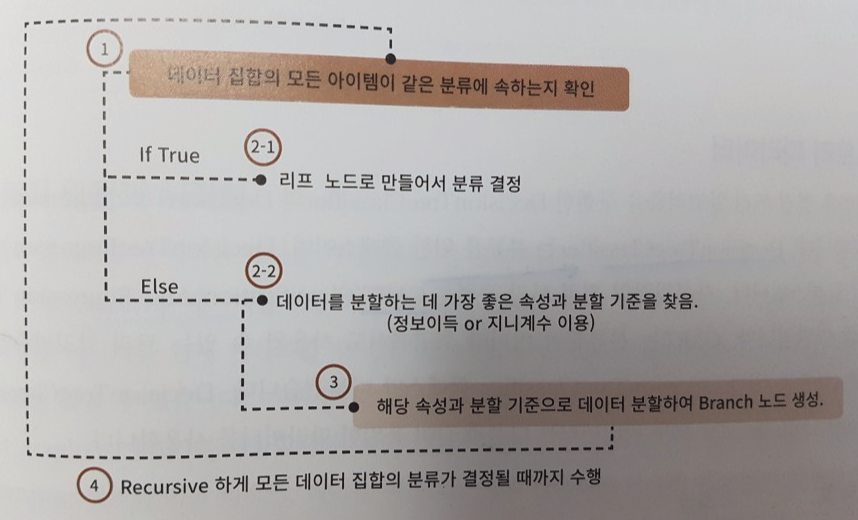 1
데이터 집합의 모든 아이템이 같은 분류에 속하는지 확인
If True
2-1
리프 노드로 만들어서 분류 결정
Else
2-2
데이터를 분할하는 데 가장 좋은 속성과 분할 기준을 찾음.
(정보이득 or 지니계수 이용)
3
해당 속성과 분할 기준으로 데이터 분할하여 Branch 노드 생성.
4 Recursive 하게 모든 데이터 집합의 분류가 결정될 때까지 수행